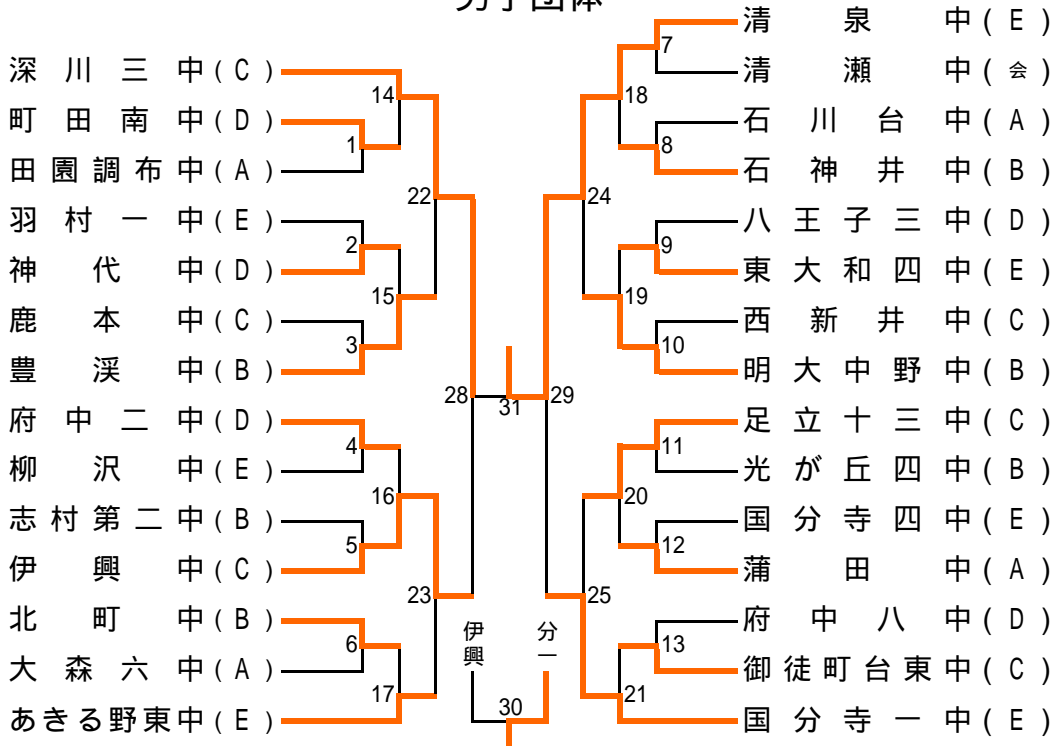 男子団体
深川三中(C)
町田南中(D)
田園調布中(A)
羽村一中(E)
神代中(D)
鹿本中(C)
豊渓中(B)
府中二中(D)
柳沢中(E)
志村第二中(B)
伊興中(C)
北町中(B)
大森六中(A)
あきる野東中(E)
14
1
22
2
15
3
28
4
16
5
23
6
17
31
伊興
分一
30
29
7
18
8
24
9
19
10
11
20
12
25
13
21
清泉中(E)
清瀬中(会)
石川台中(A)
石神井中(B)
八王子三中(D)
東大和四中(E)
西新井中(C)
明大中野中(B)
足立十三中(C)
光が丘四中(B)
国分寺四中(E)
蒲田中(A)
府中八中(D)
御徒町台東中(C)
国分寺一中(E)